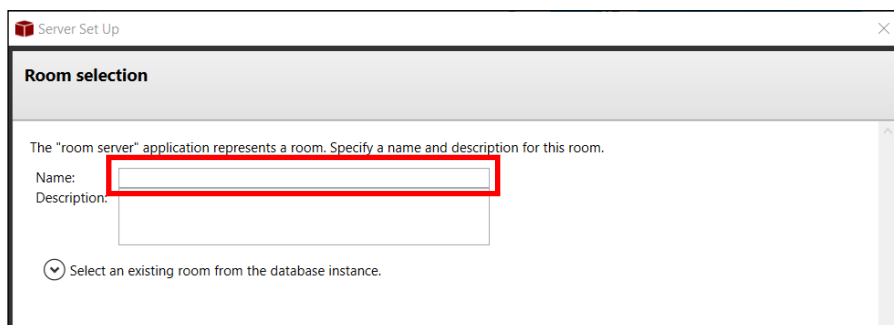 Server Set Up
Room selection
The "room server" application represents a room. Specify a name and description for this room.
Name:
Description:
Select an existing room from the database instance.